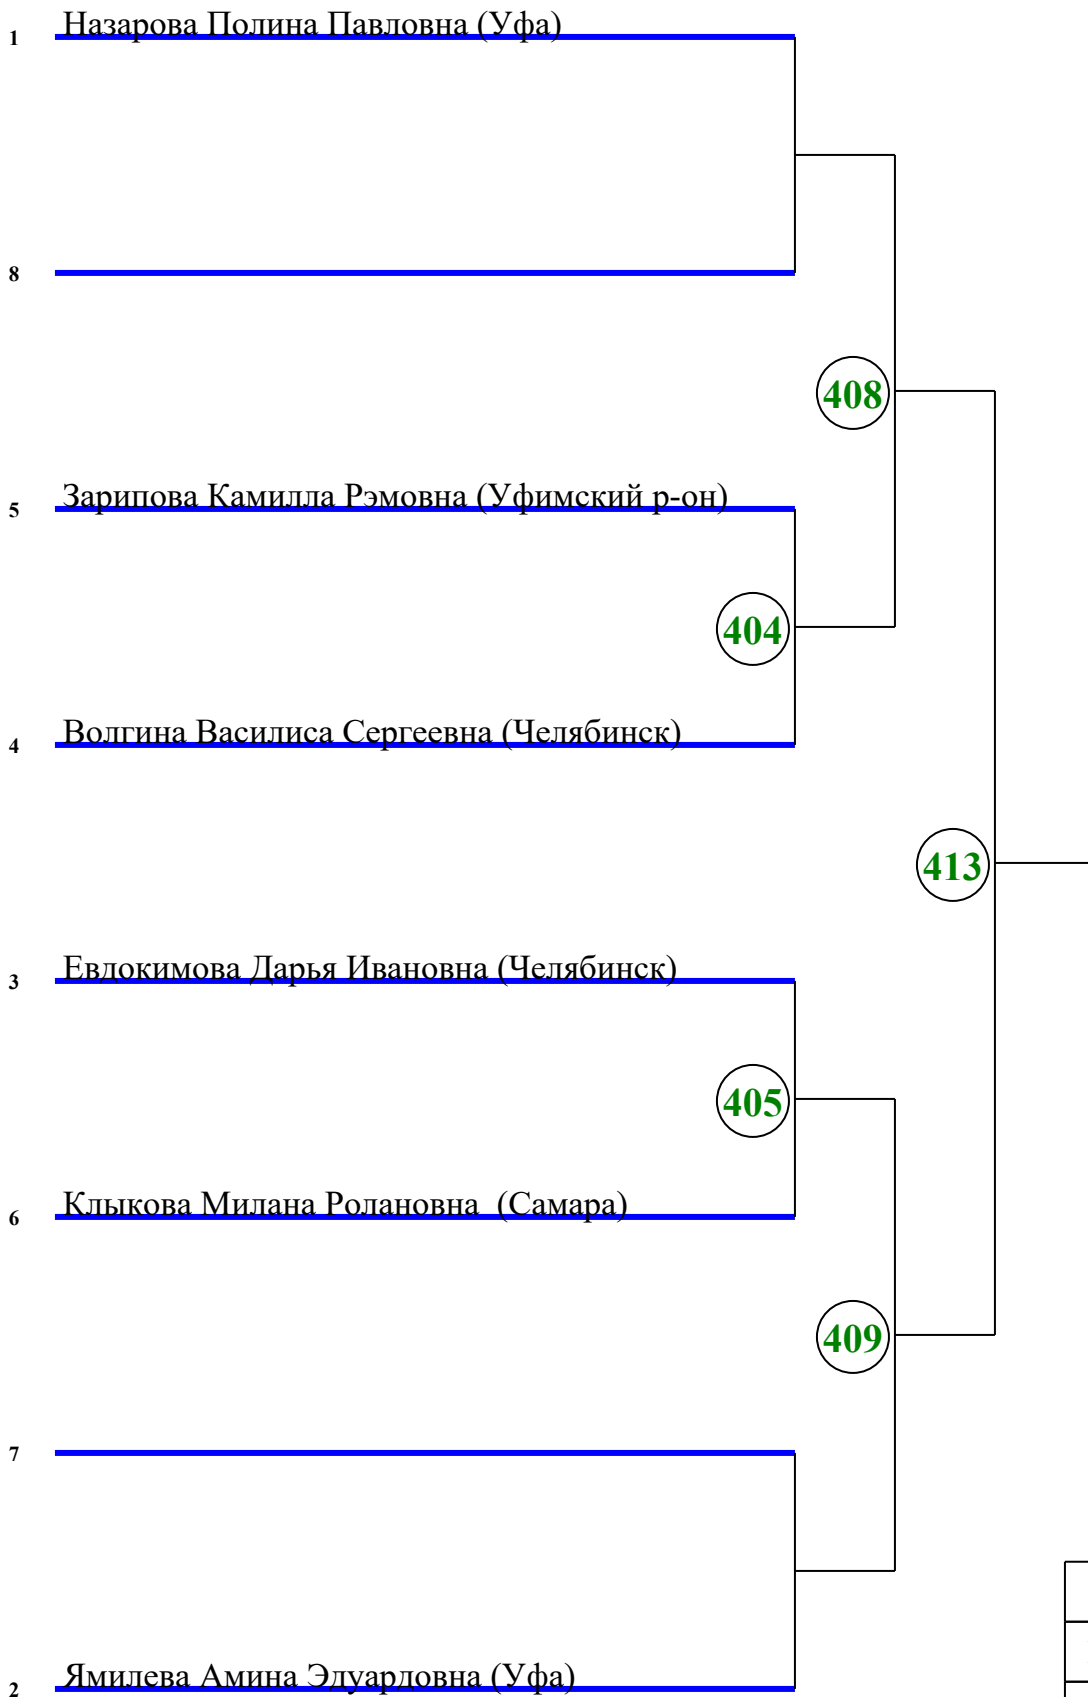 1 Назарова Полина Павловна (Уфа)
8
408
5 Зарипова Камилла Рэмовна (Уфимский р-он)
404
4 Волгина Василиса Сергеевна (Челябинск)
413
3 Евдокимова Дарья Ивановна (Челябинск)
405
6 Клыкова Милана Ролановна (Самара)
409
7
2 Ямилева Амина Эдуардовна (Уфа)